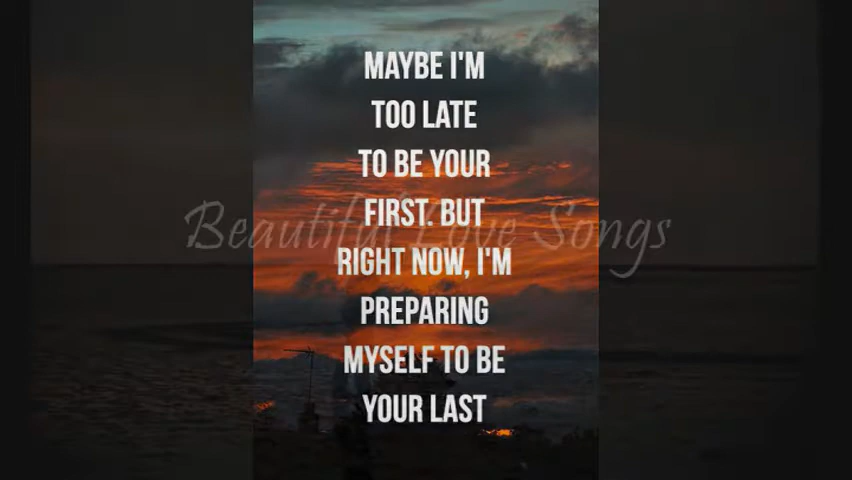 MAYBE I'M
TOO LATE
TO BE YOUR
FIRST. BUT
Beautiful Love Songs
RIGHT NOW, I'M
PREPARING
MYSELF TO BE
YOUR LAST